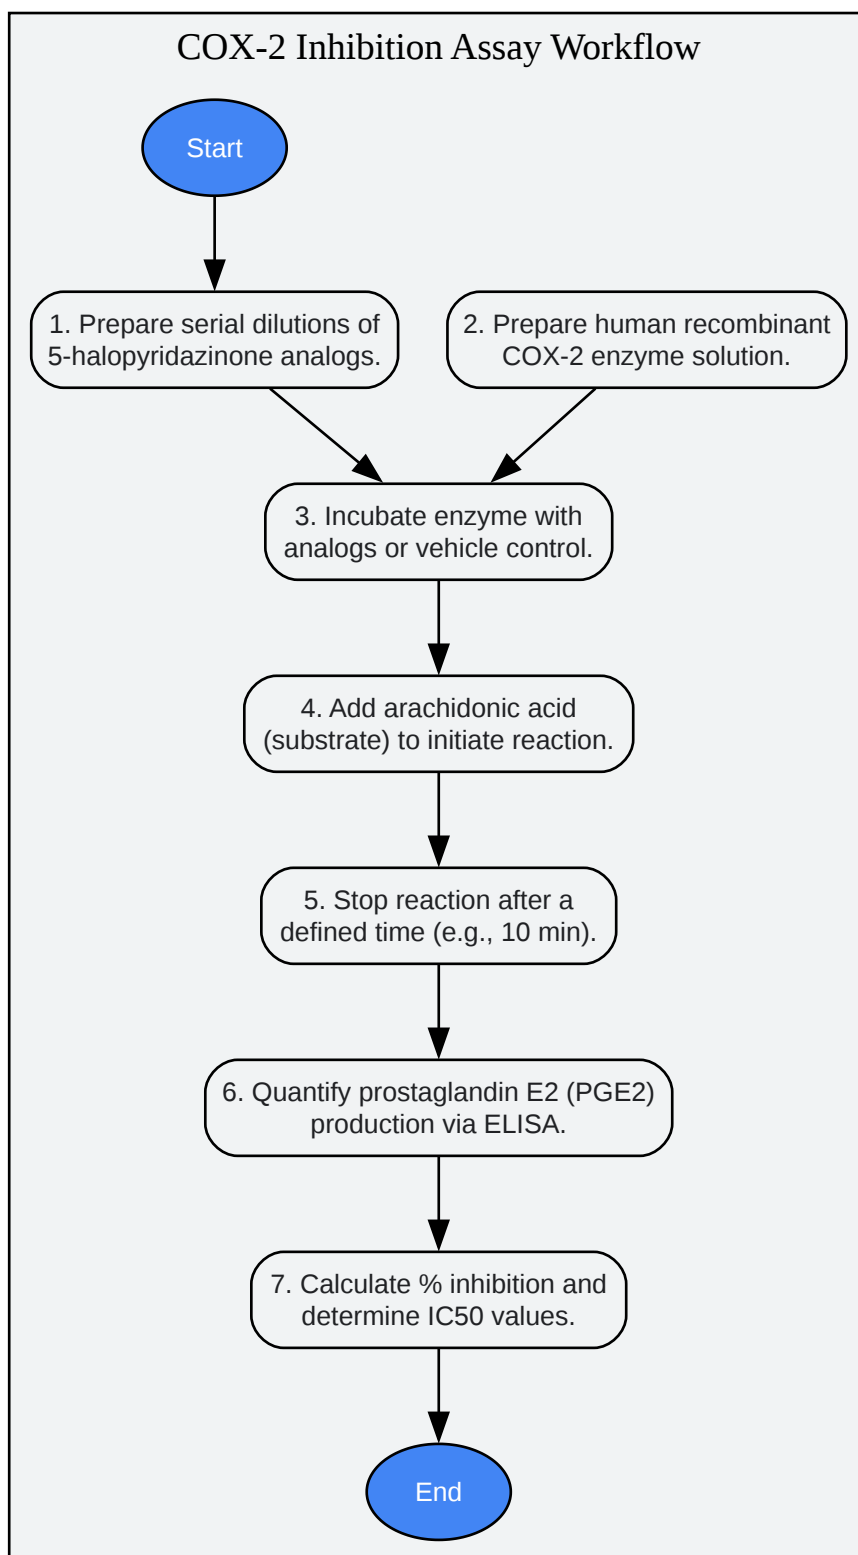 COX-2 Inhibition Assay Workflow
Start
1. Prepare serial dilutions of
5-halopyridazinone analogs.
2. Prepare human recombinant
COX-2 enzyme solution.
3. Incubate enzyme with
analogs or vehicle control.
4. Add arachidonic acid
(substrate) to initiate reaction.
5. Stop reaction after a
defined time (e.g., 10 min).
6. Quantify prostaglandin E2 (PGE2)
production via ELISA.
7. Calculate % inhibition and
determine IC50 values.
End